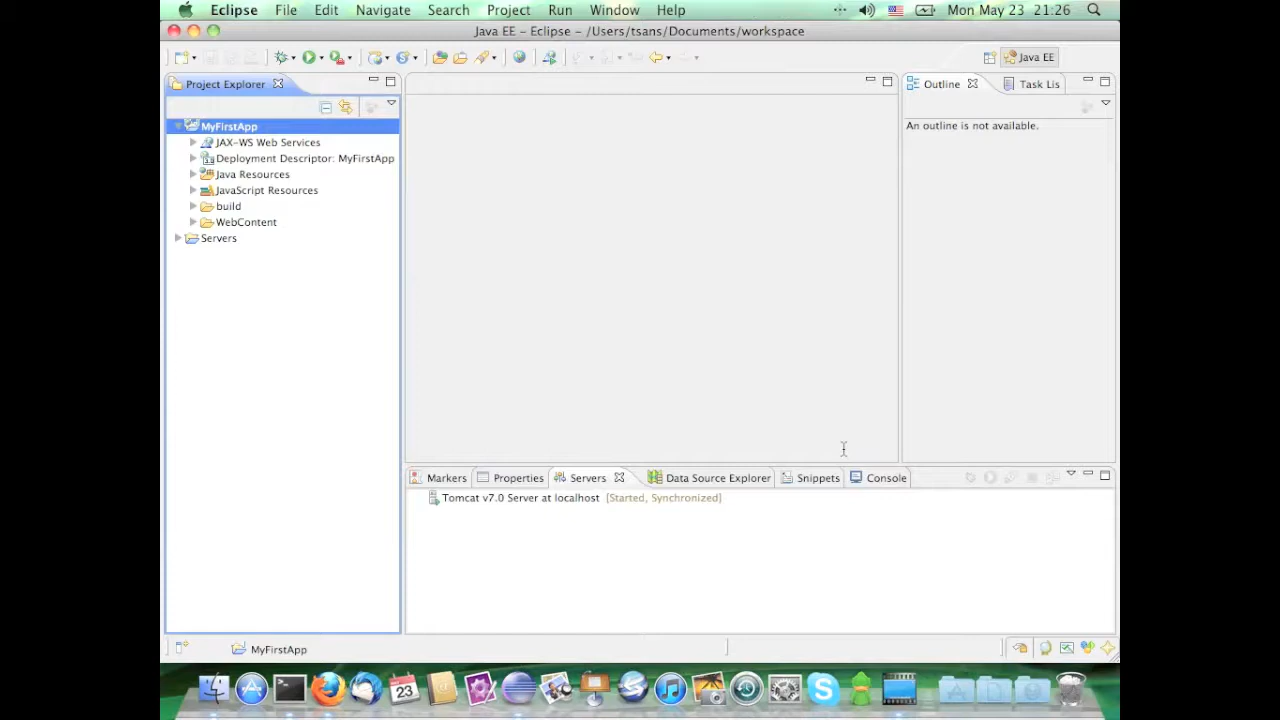 Eclipse File Edit Navigate Search Project Run Window Help Mon May 23 21:26
Java EE – Eclipse – /Users/tsans/Documents/workspace
Java EE
Project Explorer
Outline Task Lis
An outline is not available.
MyFirstApp
JAX-WS Web Services
Deployment Descriptor: MyFirstApp
Java Resources
JavaScript Resources
build
WebContent
Servers
Markers Properties Servers Data Source Explorer Snippets Console
Tomcat v7.0 Server at localhost [Started, Synchronized]
MyFirstApp
23